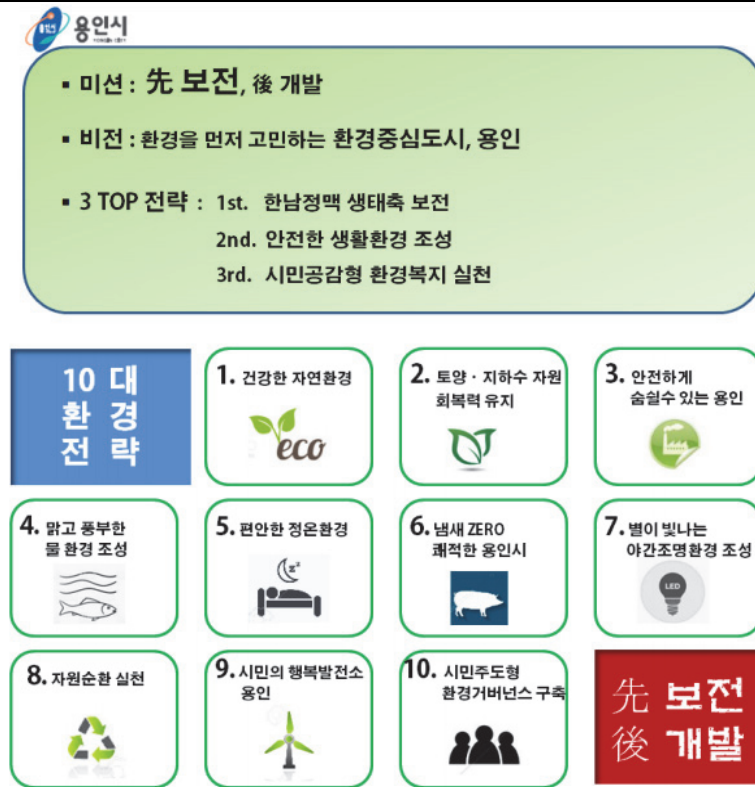 용인시
▪ 미션 : 先 보전, 後 개발
▪ 비전 : 환경을 먼저 고민하는 환경중심도시, 용인
▪ 3 TOP 전략 : 1st. 한남정맥 생태축 보전
2nd. 안전한 생활환경 조성
3rd. 시민공감형 환경복지 실천
10 대
환 경
전 략
1. 건강한 자연환경
eco
2. 토양 · 지하수 자원
회복력 유지
3. 안전하게
숨쉴수 있는 용인
4. 맑고 풍부한
물 환경 조성
5. 편안한 정온환경
z z
6. 냄새 ZERO
쾌적한 용인시
7. 별이 빛나는
야간조명환경 조성
LED
8. 자원순환 실천
9. 시민의 행복발전소
용인
10. 시민주도형
환경거버넌스 구축
先 보전
後 개발